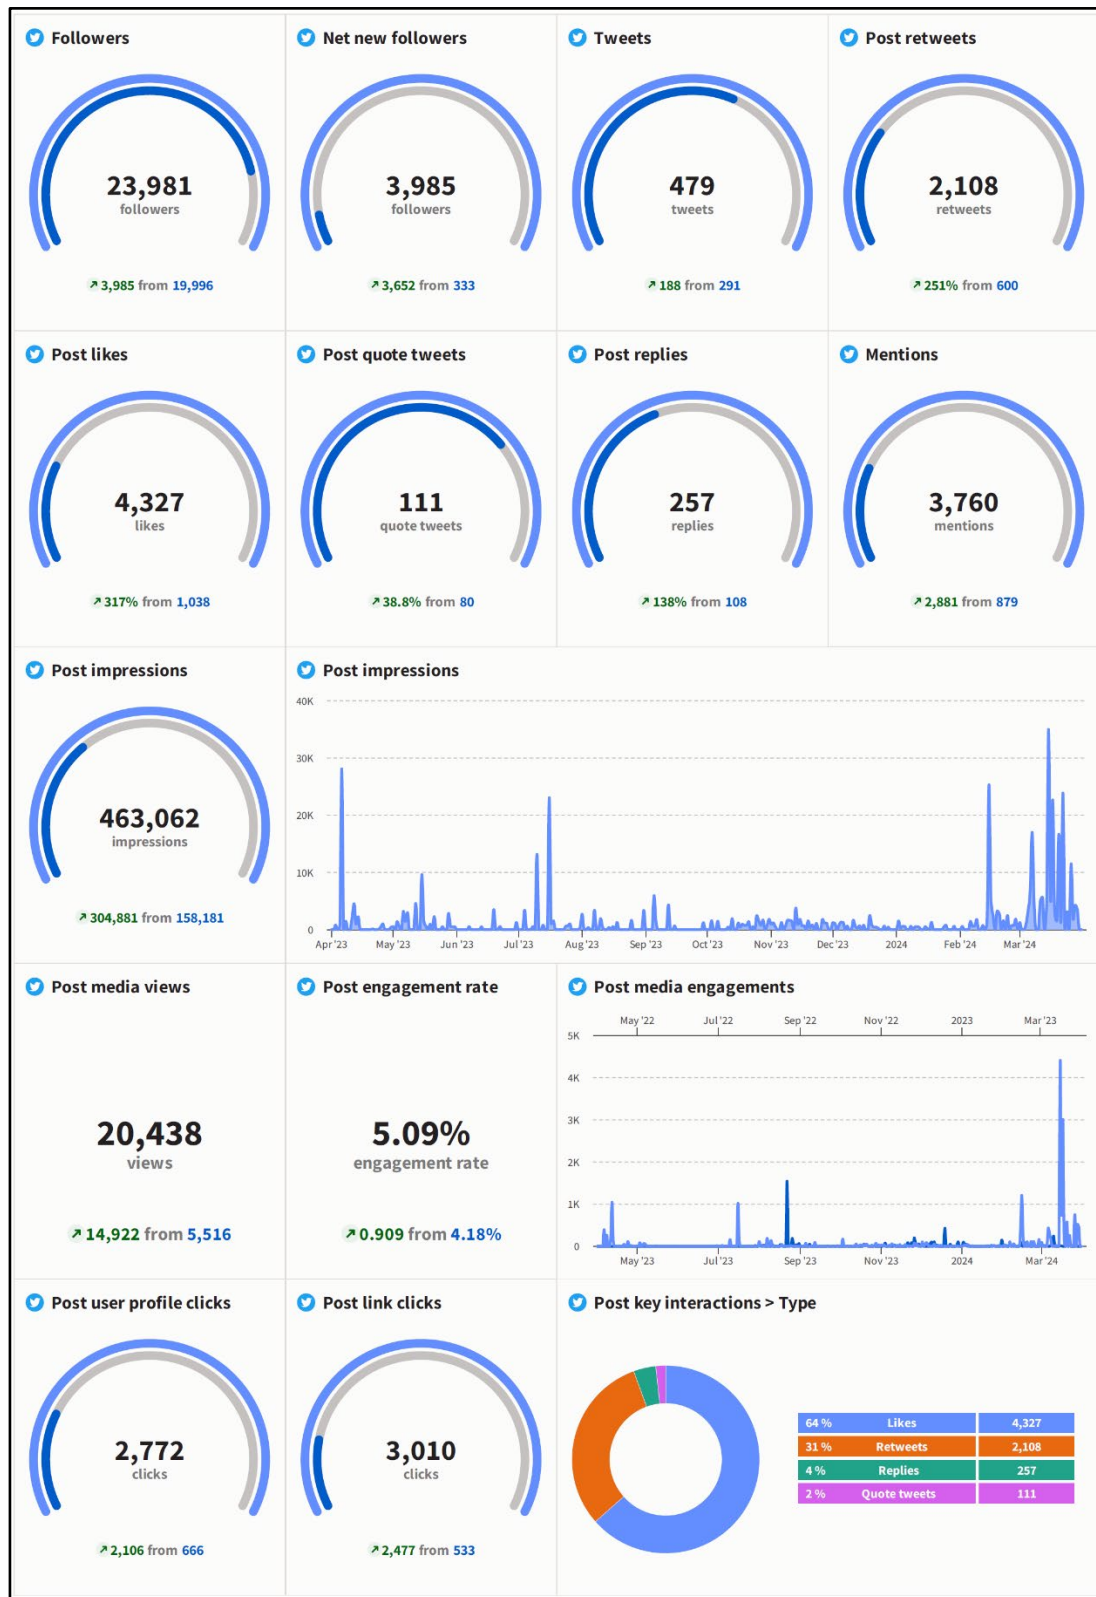 Followers
23,981
followers
3,985 from 19,996
Net new followers
3,985
followers
3,652 from 333
Tweets
479
tweets
188 from 291
Post retweets
2,108
retweets
251% from 600
Post likes
4,327
likes
317% from 1,038
Post quote tweets
111
quote tweets
38.8% from 80
Post replies
257
replies
138% from 108
Mentions
3,760
mentions
2,881 from 879
Post impressions
463,062
impressions
304,881 from 158,181
Post impressions
40K
30K
20K
10K
0
Apr '23 May '23 Jun '23 Jul '23 Aug '23 Sep '23 Oct '23 Nov '23 Dec '23 2024 Feb '24 Mar '24
Post media views
20,438
views
14,922 from 5,516
Post engagement rate
5.09%
engagement rate
0.909 from 4.18%
Post media engagements
May '22 Jul '22 Sep '22 Nov '22 2023 Mar '23
5K
4K
3K
2K
1K
0
May '23 Jul '23 Sep '23 Nov '23 2024 Mar '24
Post user profile clicks
2,772
clicks
2,106 from 666
Post link clicks
3,010
clicks
2,477 from 533
Post key interactions > Type
64 % Likes 4,327
31 % Retweets 2,108
4 % Replies 257
2 % Quote tweets 111